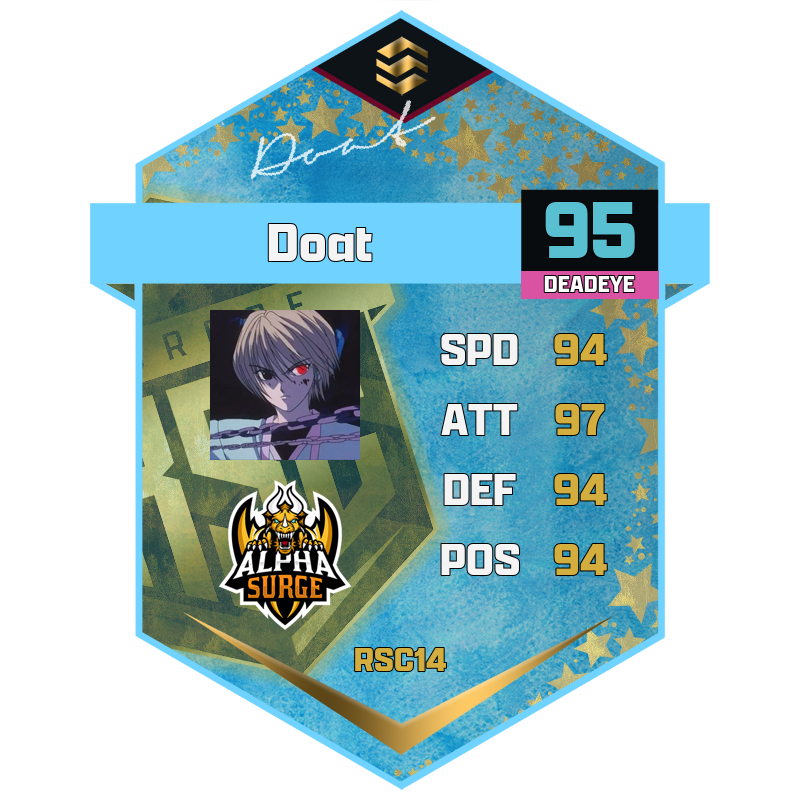 Doat
Doat
95
DEADEYE
SPD 94
ATT 97
DEF 94
POS 94
ALPHA
SURGE
RSC14